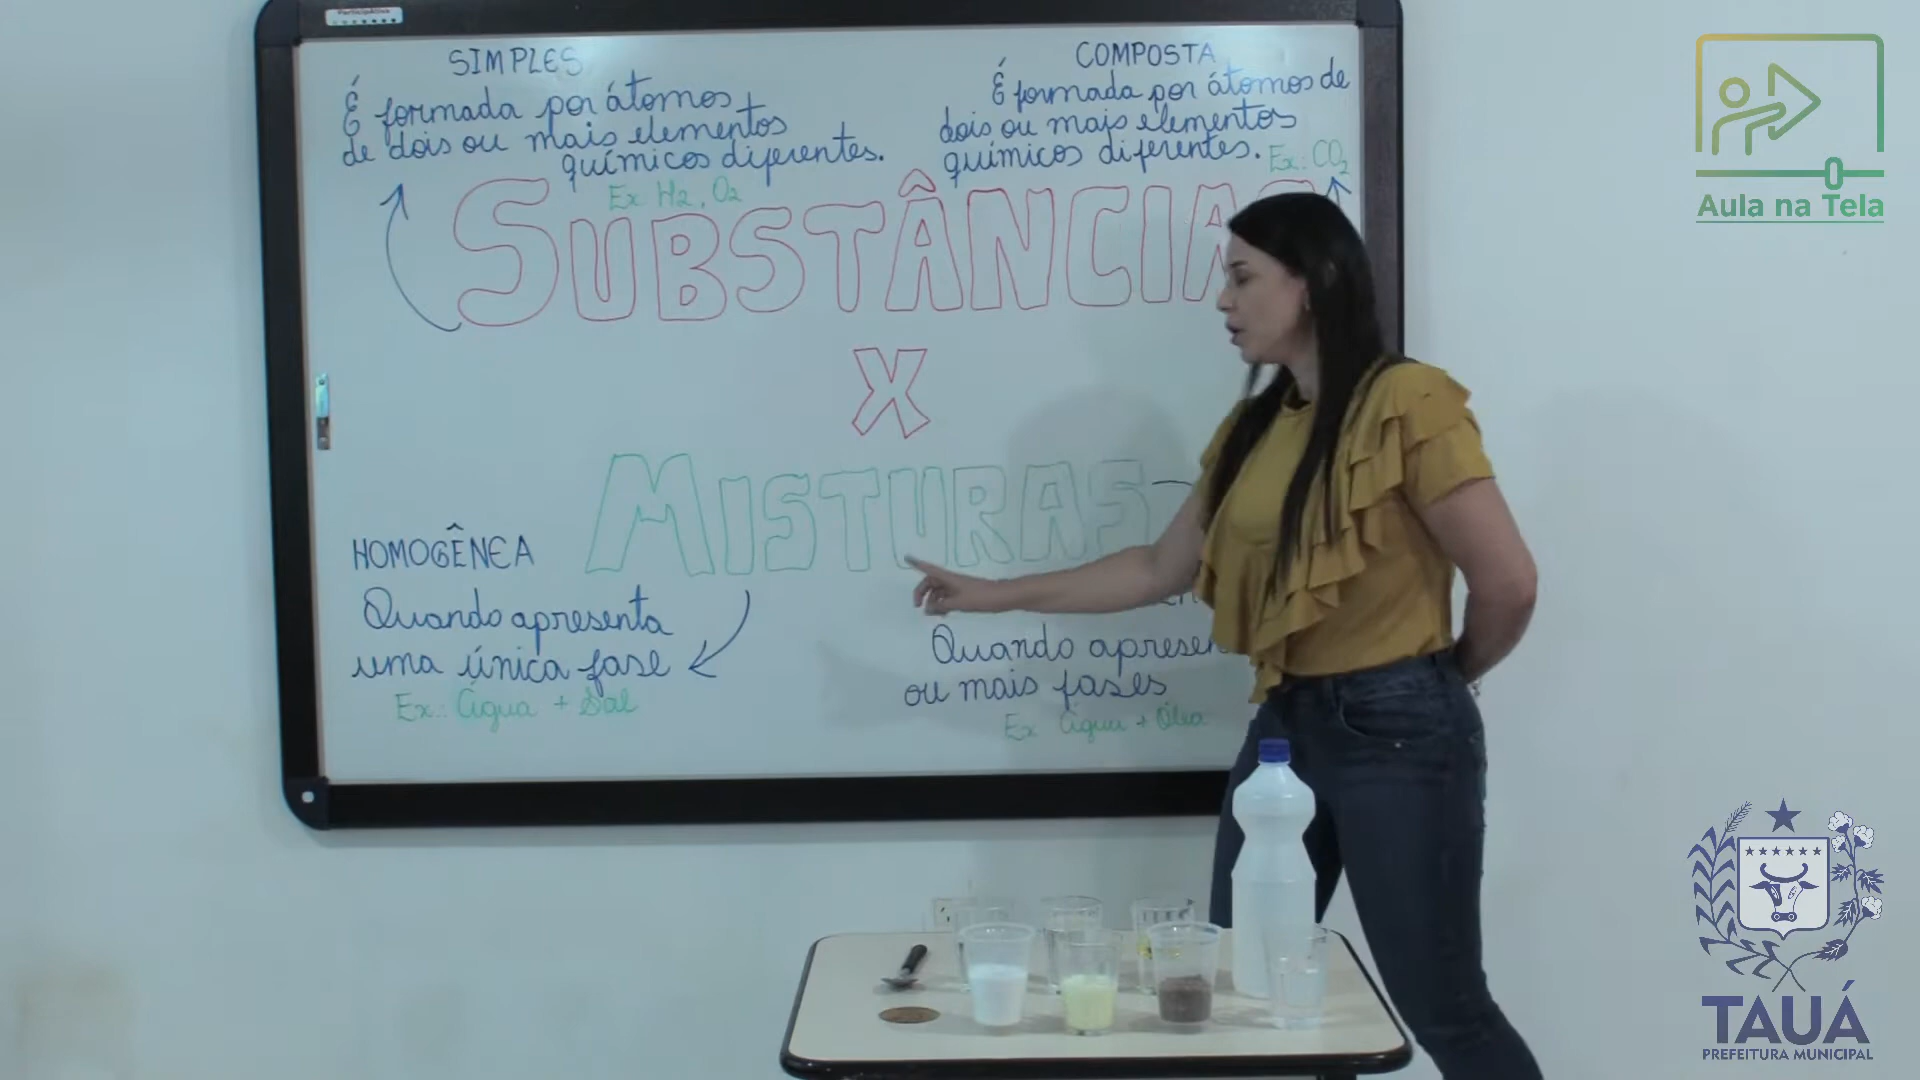 SIMPLES
É formada por átomos
de dois ou mais elementos
químicos diferentes.
Ex H2, O2
COMPOSTA
É formada por átomos de
dois ou mais elementos
químicos diferentes.
Ex.: CO2
SUBSTÂNCIAS
X
MISTURAS
HOMOGÊNEA
Quando apresenta
uma única fase
Ex.: Água + Sal
Quando apresen
ou mais fases
Ex Água + Óleo
Aula na Tela
TAUÁ
PREFEITURA MUNICIPAL